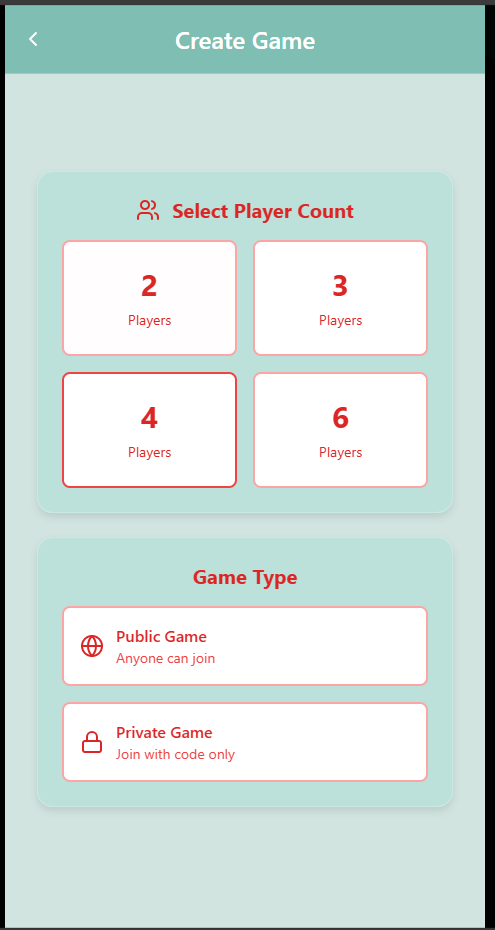 Create Game
Select Player Count
2
Players
3
Players
4
Players
6
Players
Game Type
Public Game
Anyone can join
Private Game
Join with code only